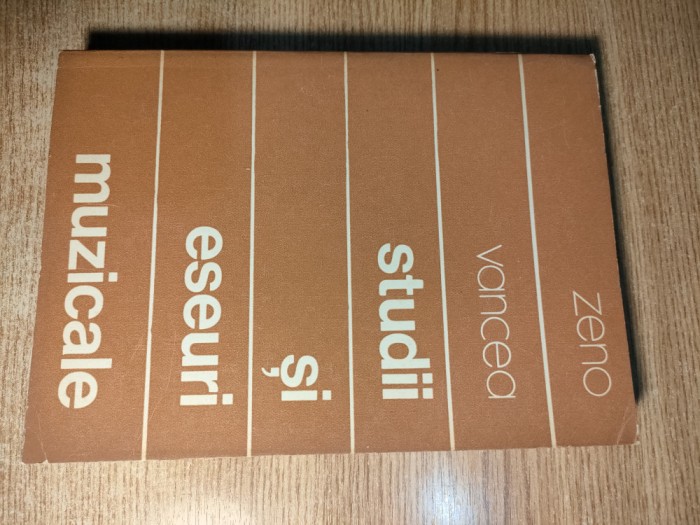 zeno
vancea
studii
și
eseuri
muzicale